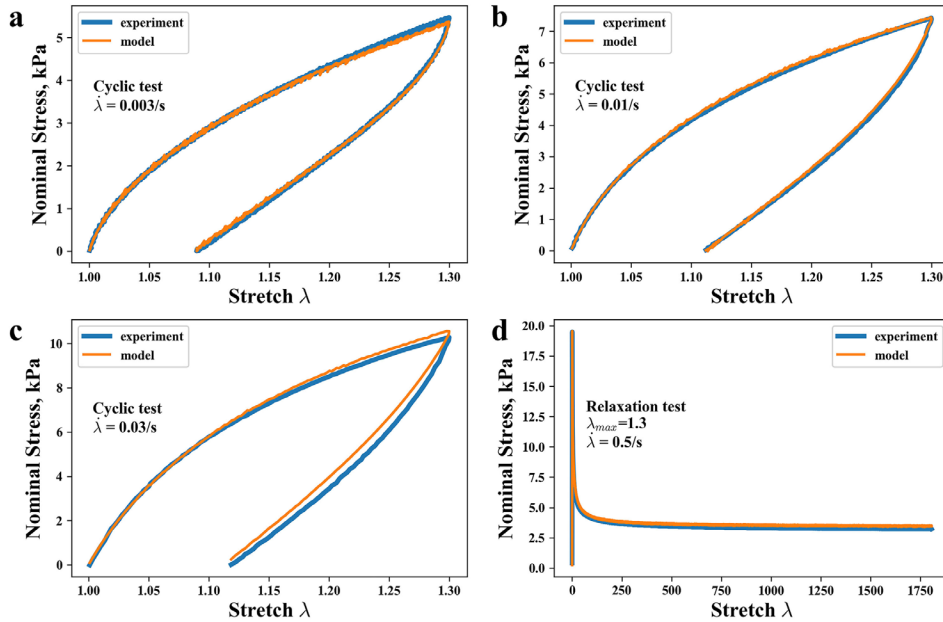 a
experiment
model
Cyclic test
λ̇ = 0.003/s
Nominal Stress, kPa
5
4
3
2
1
0
1.00 1.05 1.10 1.15 1.20 1.25 1.30
Stretch λ
b
experiment
model
Cyclic test
λ̇ = 0.01/s
Nominal Stress, kPa
7
6
5
4
3
2
1
0
1.00 1.05 1.10 1.15 1.20 1.25 1.30
Stretch λ
c
experiment
model
Cyclic test
λ̇ = 0.03/s
Nominal Stress, kPa
10
8
6
4
2
0
1.00 1.05 1.10 1.15 1.20 1.25 1.30
Stretch λ
d
experiment
model
Relaxation test
λmax=1.3
λ̇ = 0.5/s
Nominal Stress, kPa
20.0
17.5
15.0
12.5
10.0
7.5
5.0
2.5
0.0
0 250 500 750 1000 1250 1500 1750
Stretch λ